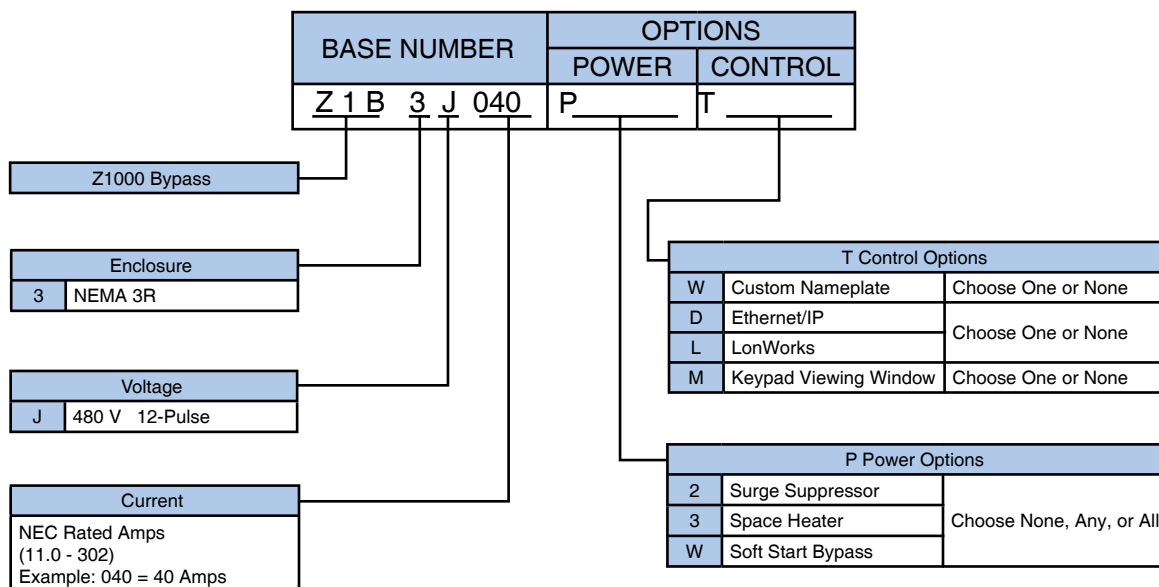 BASE NUMBER
OPTIONS
POWER
CONTROL
Z 1 B 3 J 040
P
T
Z1000 Bypass
Enclosure
3 NEMA 3R
Voltage
J 480 V 12-Pulse
Current
NEC Rated Amps
(11.0 - 302)
Example: 040 = 40 Amps
T Control Options
W Custom Nameplate Choose One or None
D Ethernet/IP
Choose One or None
L LonWorks
M Keypad Viewing Window Choose One or None
P Power Options
2 Surge Suppressor
3 Space Heater Choose None, Any, or All
W Soft Start Bypass